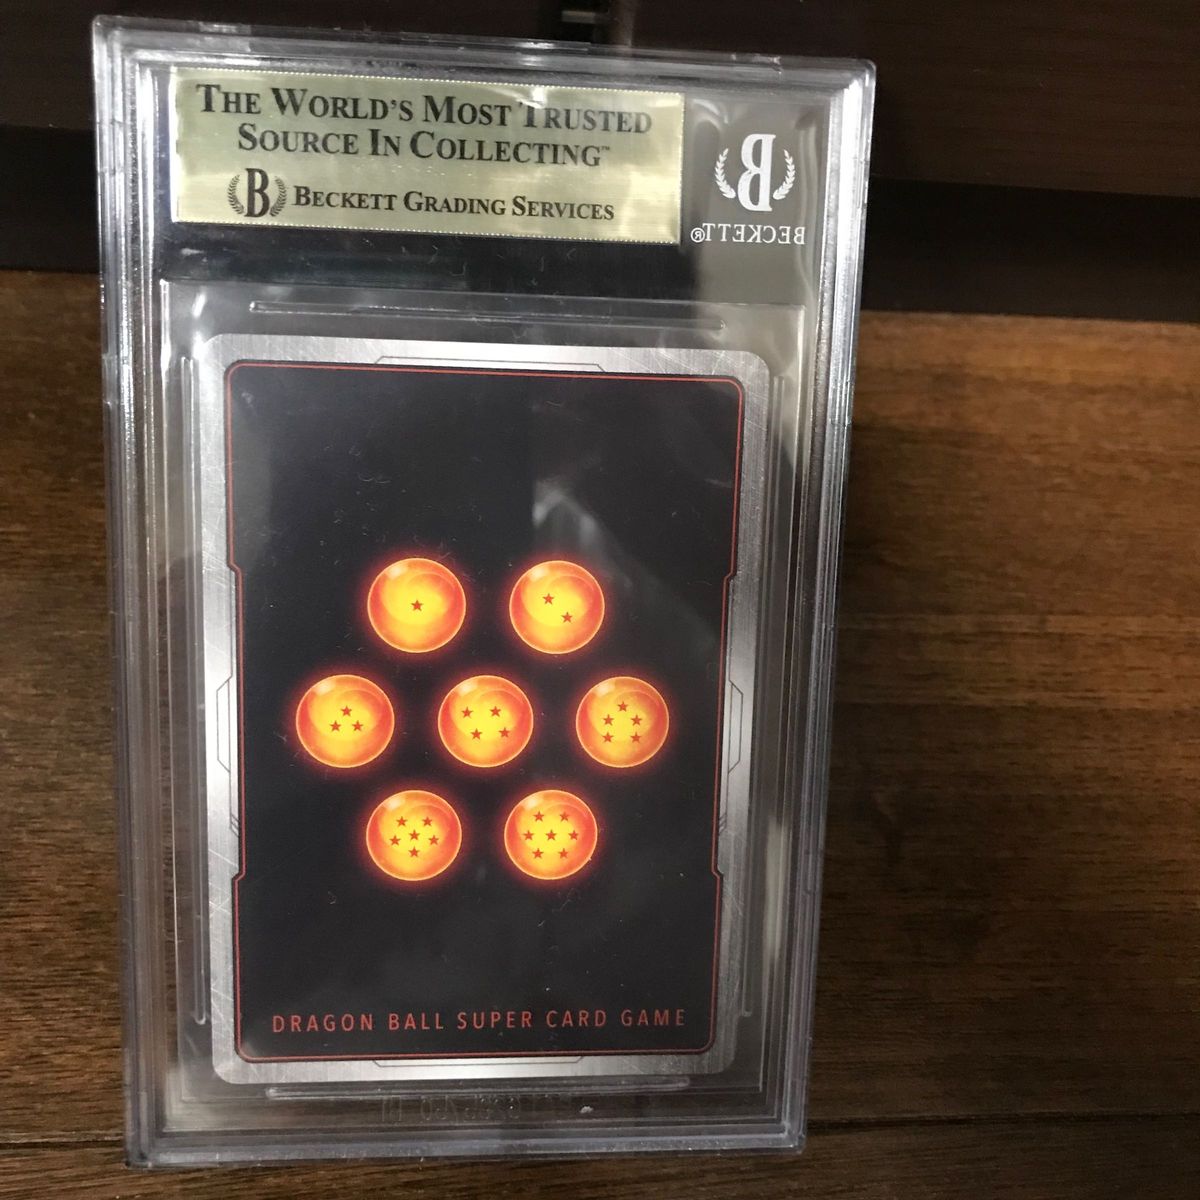 THE WORLD'S MOST TRUSTED
SOURCE IN COLLECTING™
B BECKETT GRADING SERVICES
B
BECKETT®
DRAGON BALL SUPER CARD GAME